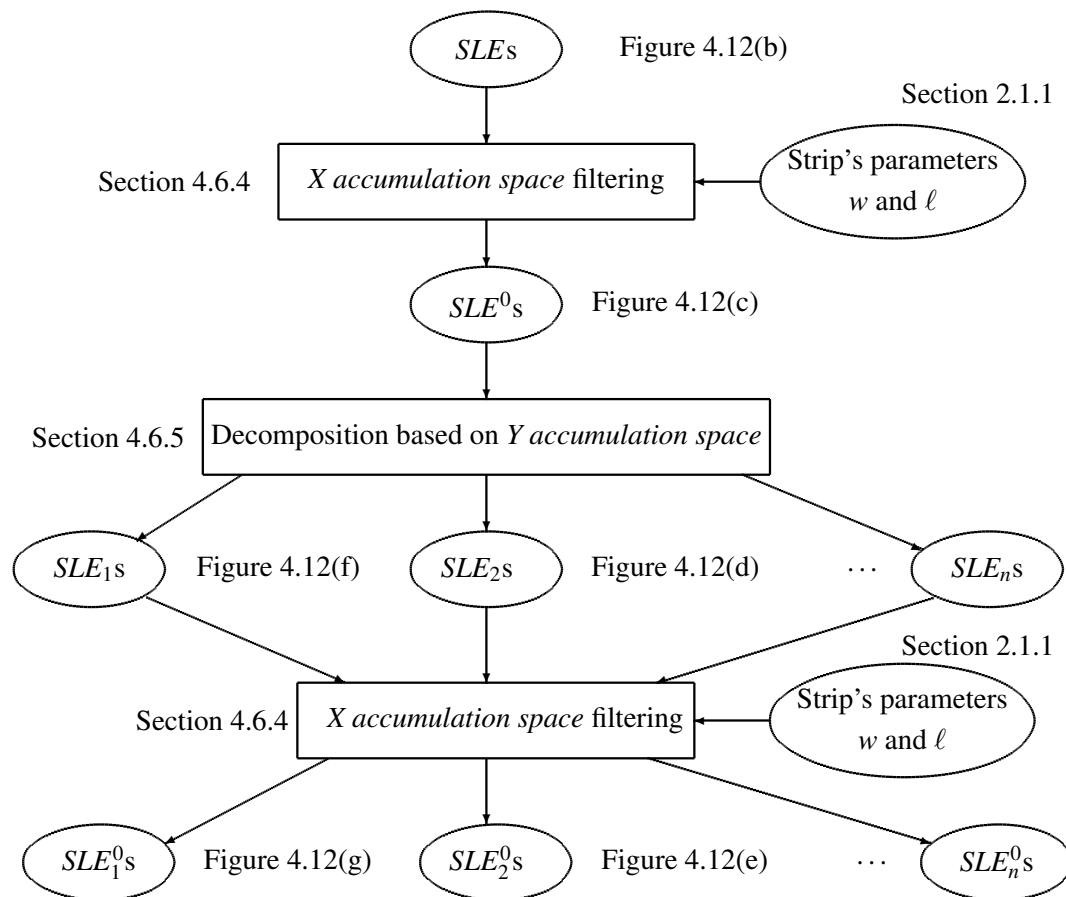 SLEs Figure 4.12(b)
Section 2.1.1
Section 4.6.4 X accumulation space filtering Strip's parameters
w and ℓ
SLE⁰s Figure 4.12(c)
Section 4.6.5 Decomposition based on Y accumulation space
SLE₁s Figure 4.12(f) SLE₂s Figure 4.12(d) ⋯ SLEₙs
Section 2.1.1
Section 4.6.4 X accumulation space filtering Strip's parameters
w and ℓ
SLE₁⁰s Figure 4.12(g) SLE₂⁰s Figure 4.12(e) ⋯ SLEₙ⁰s